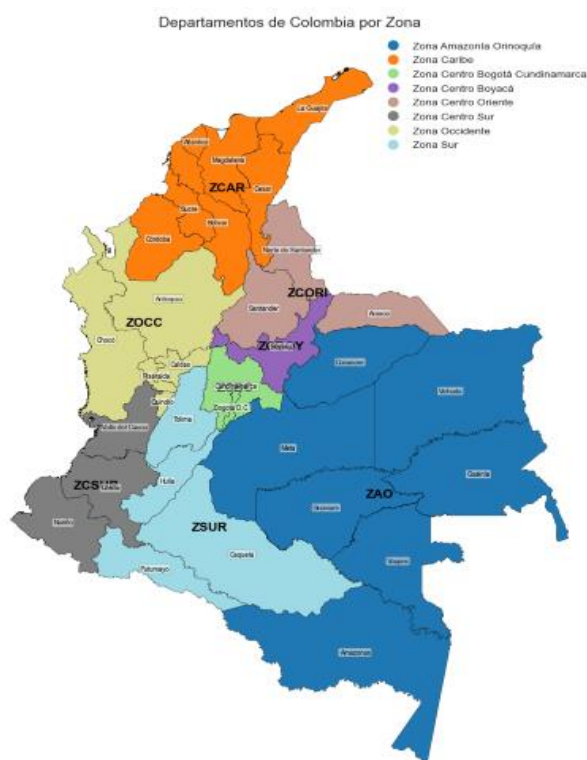 Departamentos de Colombia por Zona
Zona Amazonía Orinoquía
Zona Caribe
Zona Centro Bogotá Cundinamarca
Zona Centro Boyacá
Zona Centro Oriente
Zona Centro Sur
Zona Occidente
Zona Sur
La Guajira
Atlántico
Magdalena
ZCAR
Cesar
Sucre
Bolívar
Córdoba
Norte de Santander
ZCORI
Antioquia
Santander
Arauca
ZOCC
Chocó
Boyacá
Casanare
Caldas
Risaralda
Cundinamarca
Vichada
Quindío
Bogotá D.C.
Tolima
Valle del Cauca
Meta
Guainía
Huila
ZAO
Cauca
Guaviare
Nariño
ZSUR
Caquetá
Vaupés
Putumayo
Amazonas